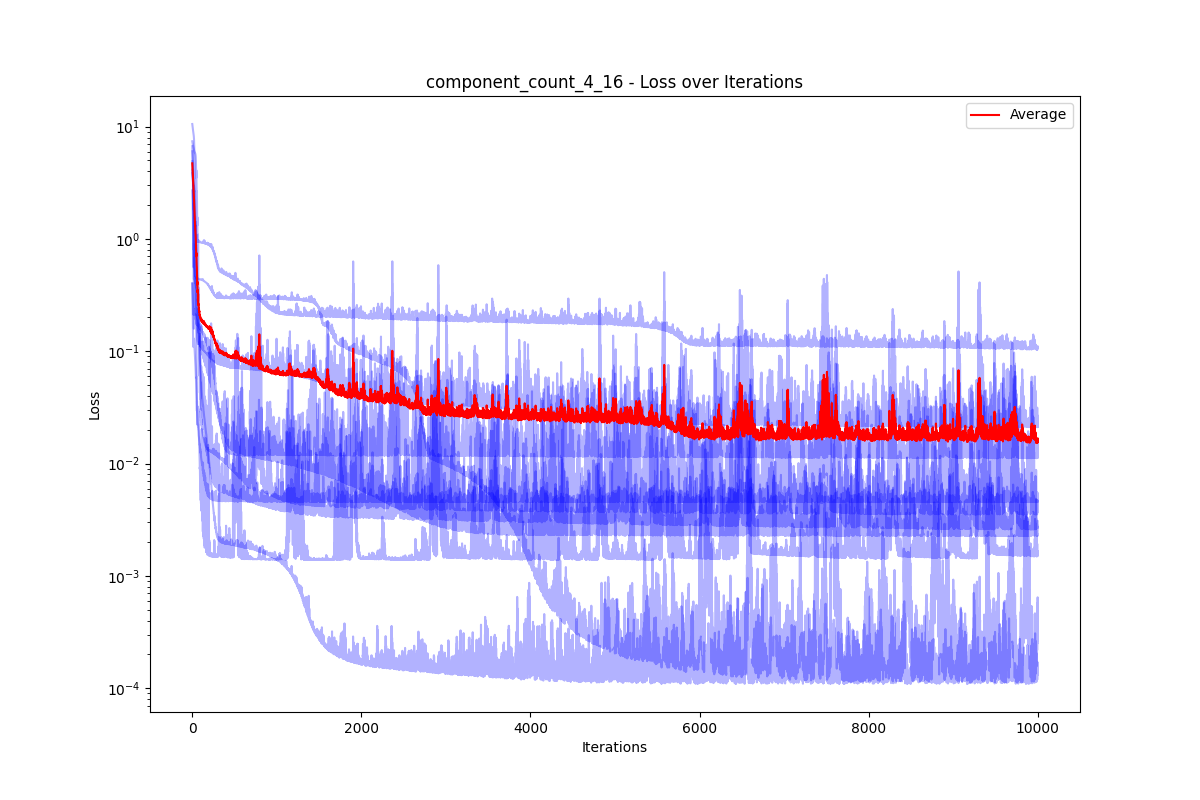 component_count_4_16 - Loss over Iterations
Average
10¹
10⁰
10⁻¹
10⁻²
10⁻³
10⁻⁴
Loss
0 2000 4000 6000 8000 10000
Iterations